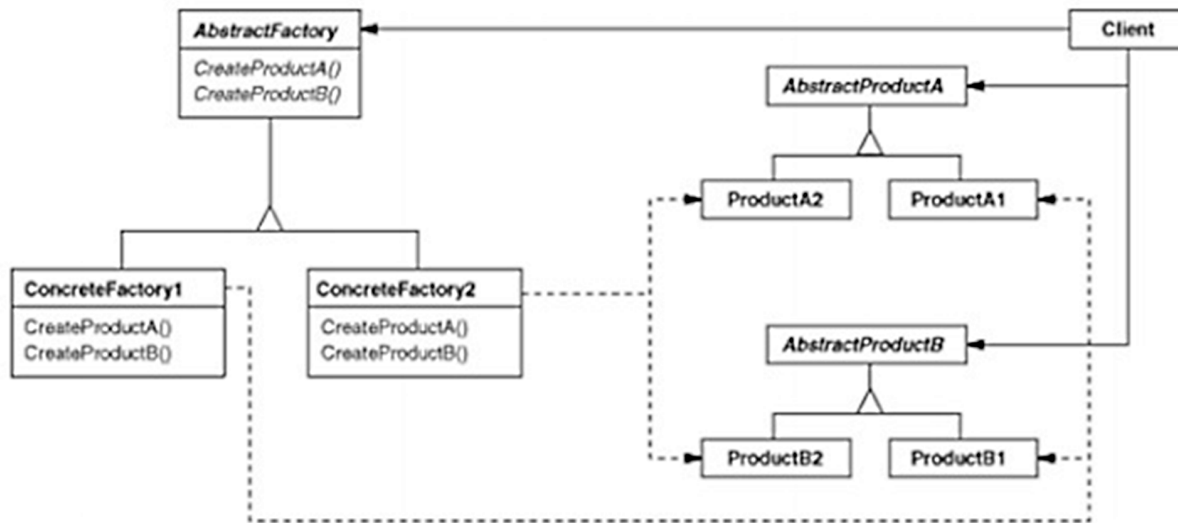 AbstractFactory
CreateProductA()
CreateProductB()
Client
AbstractProductA
ProductA2
ProductA1
ConcreteFactory1
CreateProductA()
CreateProductB()
ConcreteFactory2
CreateProductA()
CreateProductB()
AbstractProductB
ProductB2
ProductB1